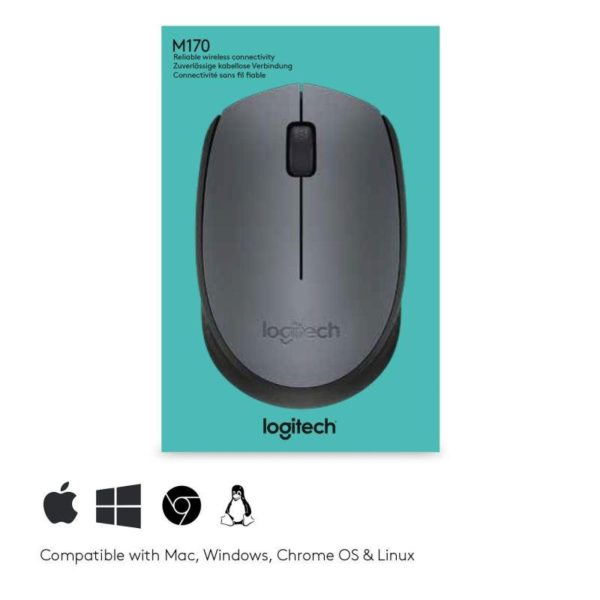 M170
Reliable wireless connectivity
Zuverlässige kabellose Verbindung
Connectivité sans fil fiable
logitech
logitech
Compatible with Mac, Windows, Chrome OS & Linux